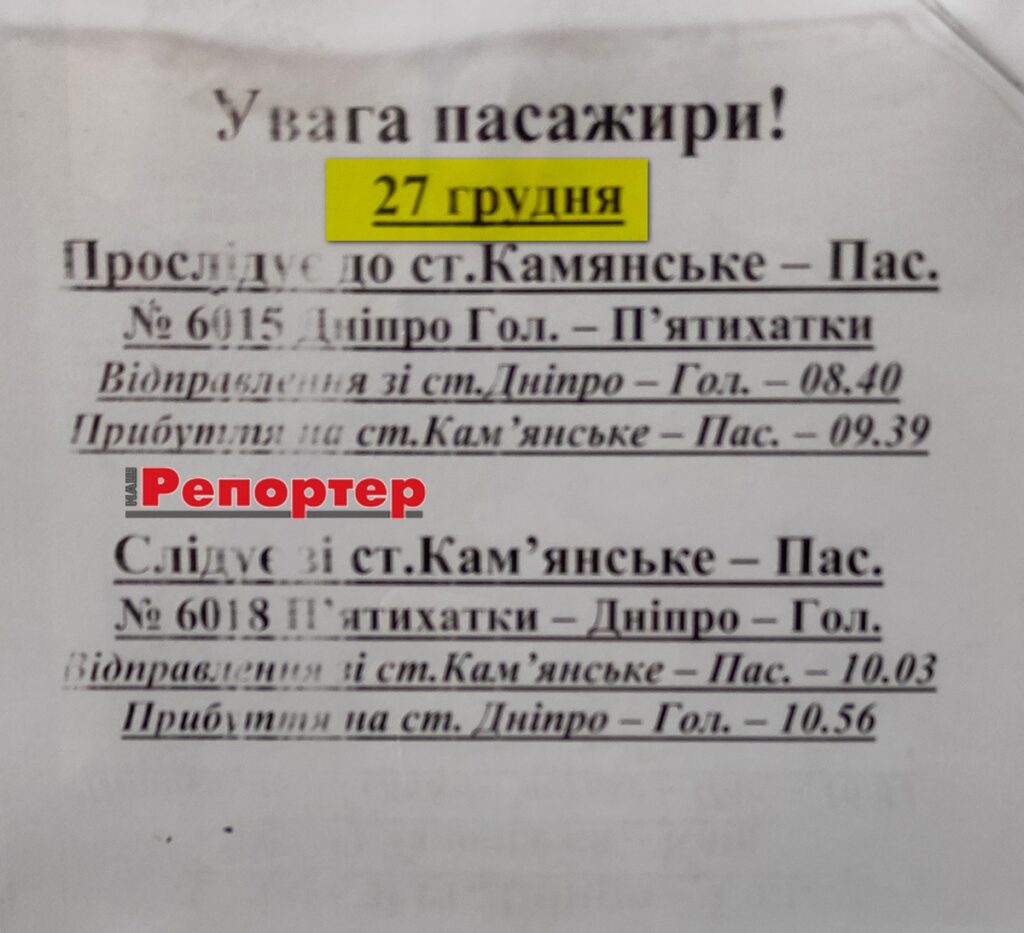 Увага пасажири!
27 грудня
Прослідує до ст.Камянське – Пас.
№ 6015 Дніпро Гол. – П’ятихатки
Відправлення зі ст.Дніпро – Гол. – 08.40
Прибуття на ст.Кам’янське – Пас. – 09.39
наш Репортер
Слідує зі ст.Кам’янське – Пас.
№ 6018 П’ятихатки – Дніпро – Гол.
Відправлення зі ст.Кам’янське – Пас. – 10.03
Прибуття на ст. Дніпро – Гол. – 10.56